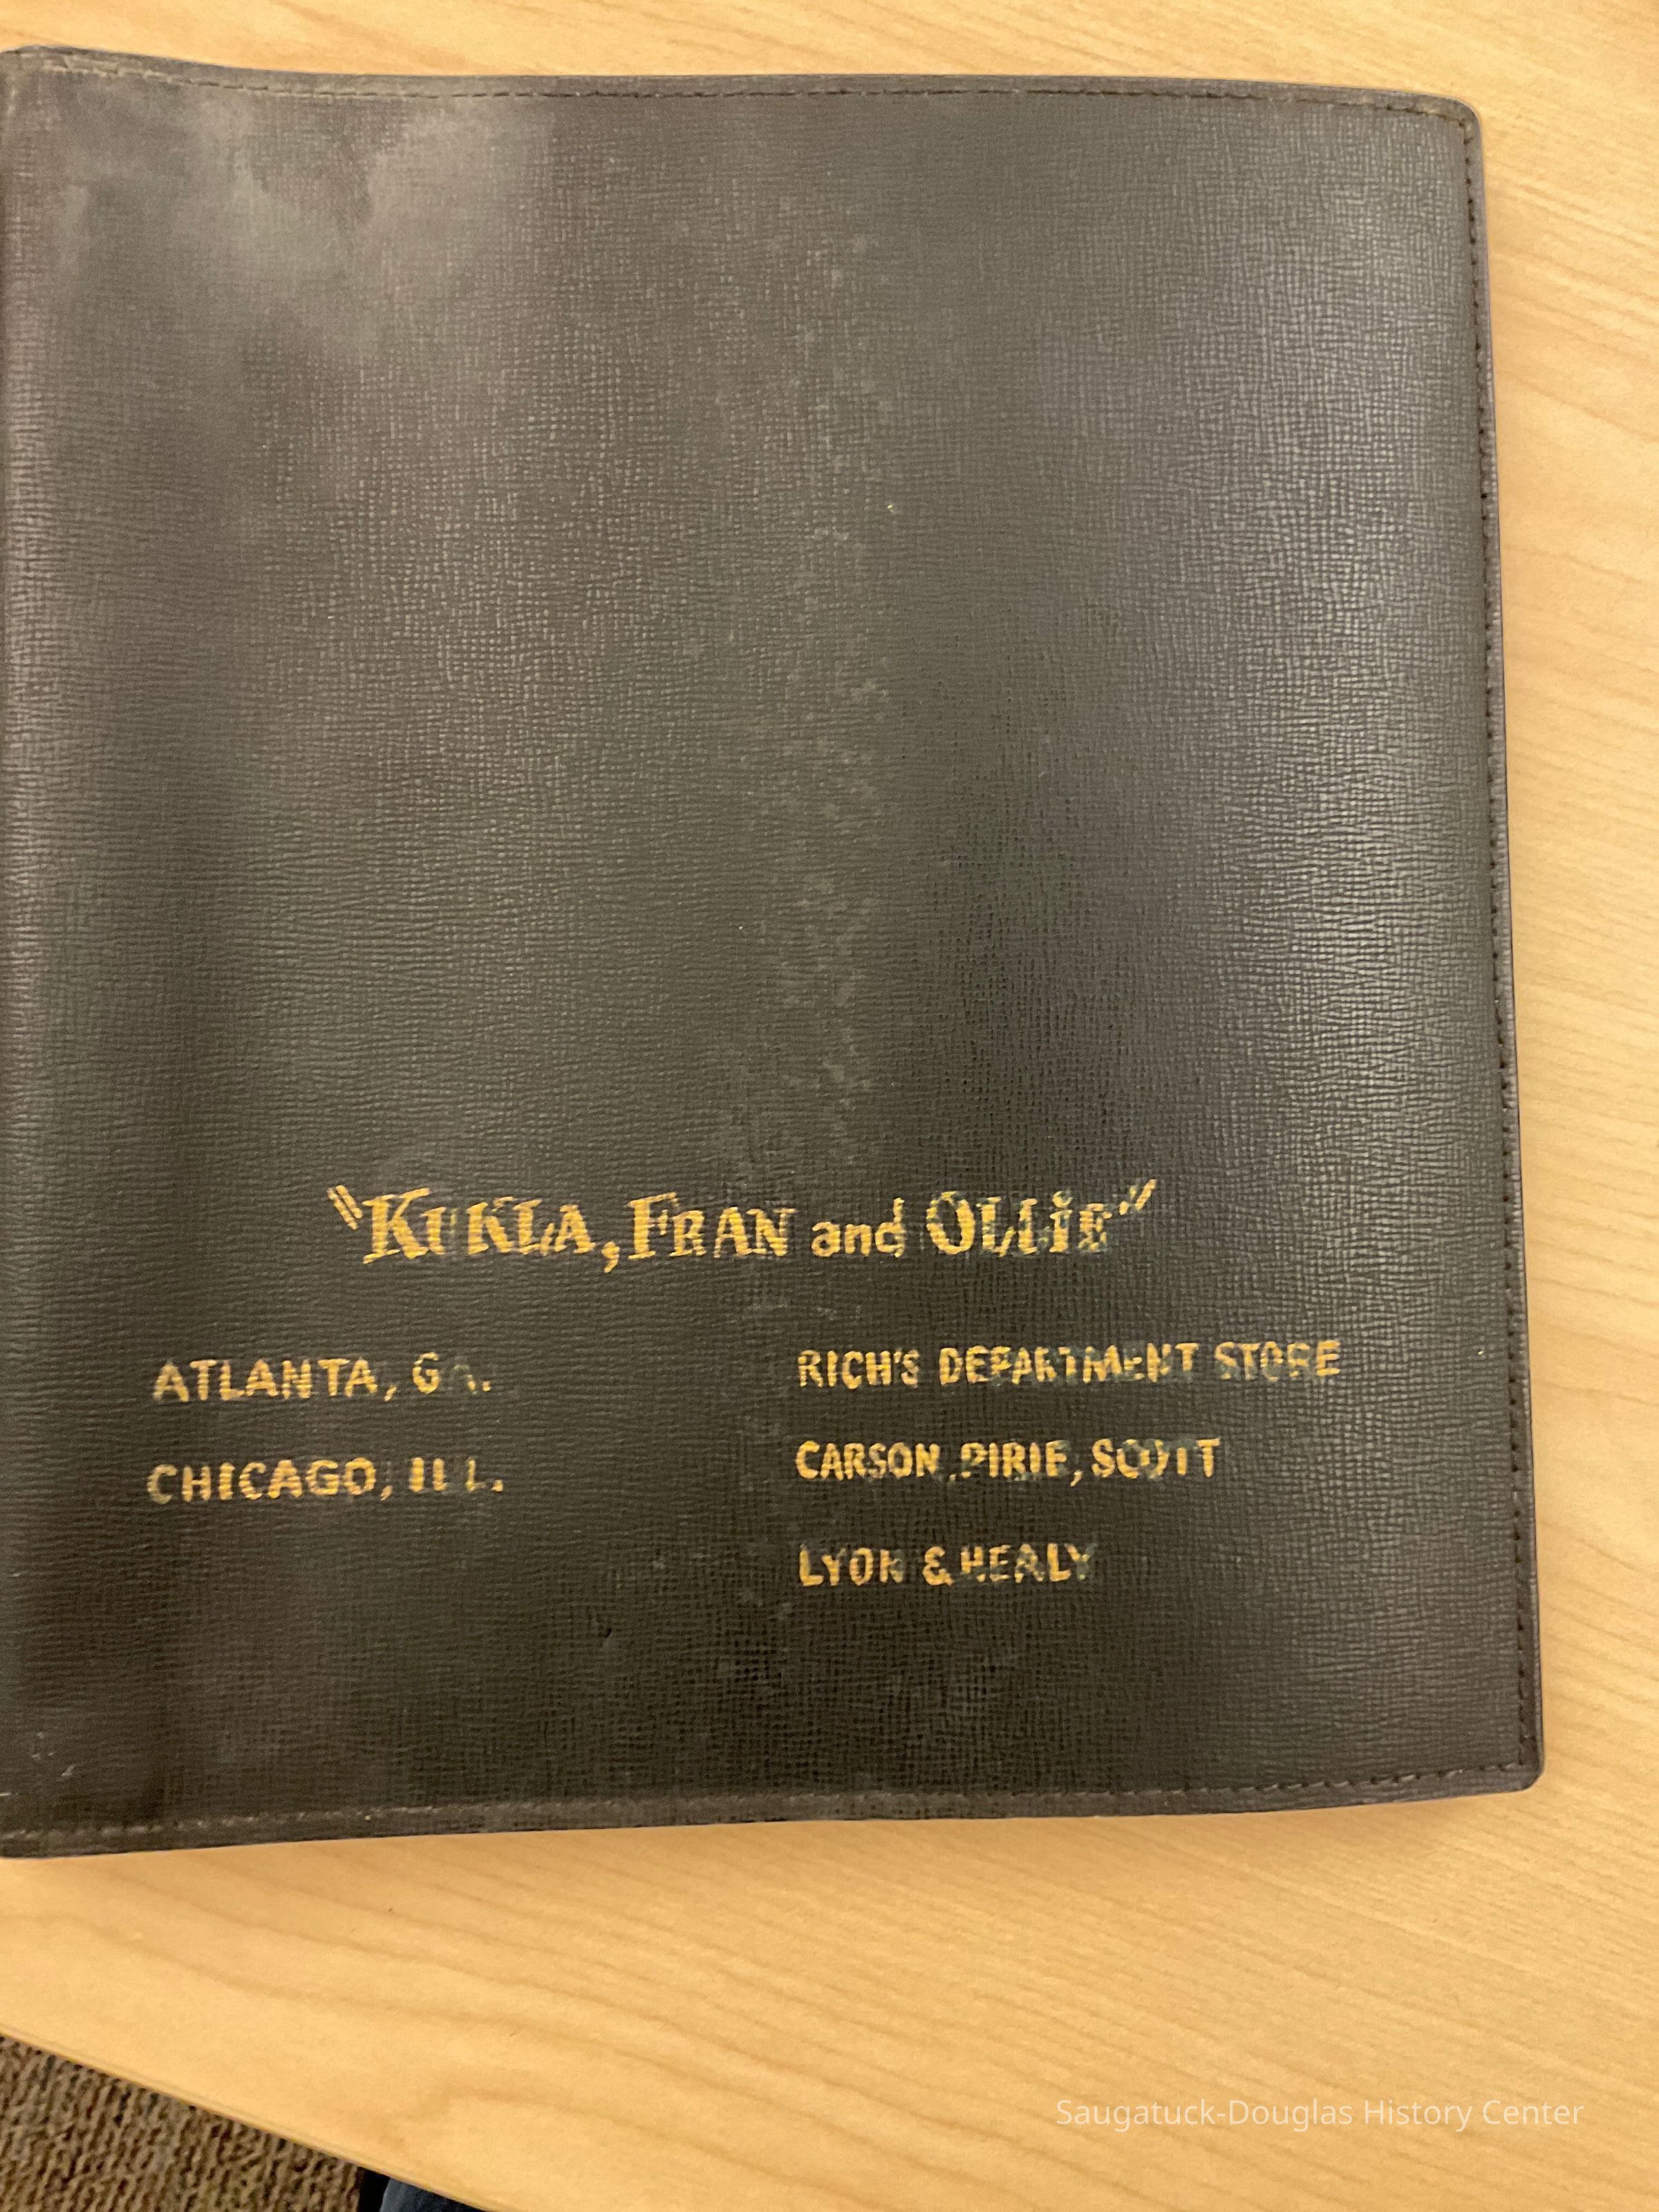 "KUKLA, FRAN and OLLIE"
ATLANTA, GA. RICH'S DEPARTMENT STORE
CHICAGO, ILL. CARSON, PIRIE, SCOTT
LYON & HEALY
Saugatuck-Douglas History Center